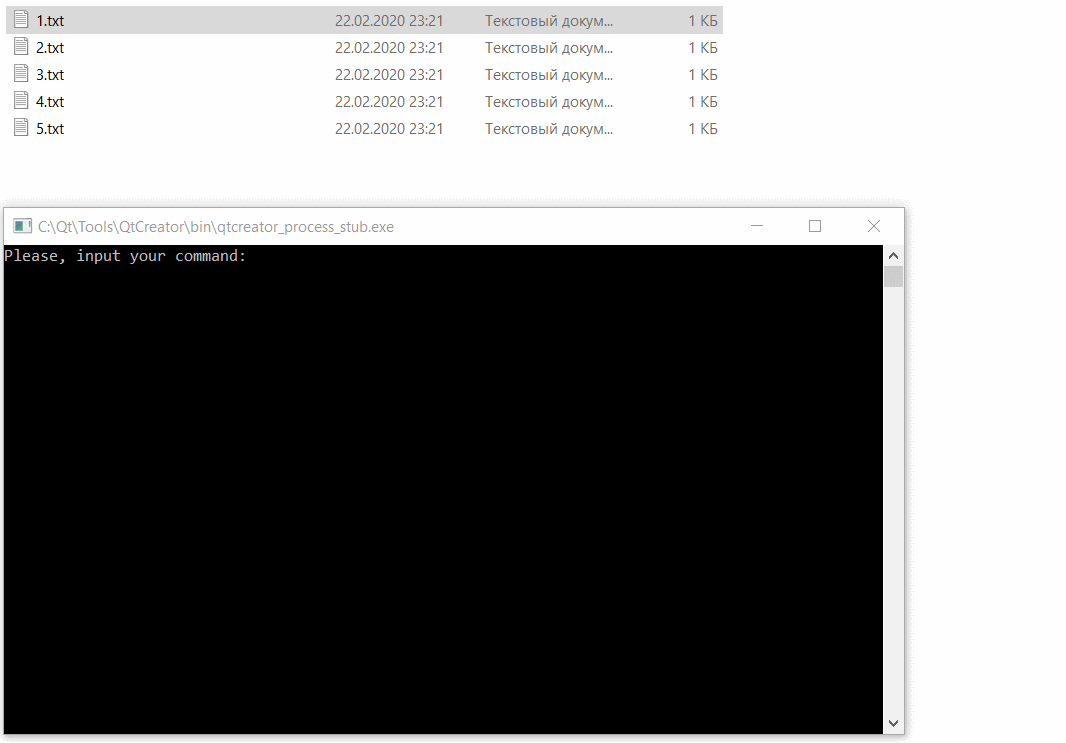 1.txt 22.02.2020 23:21 Текстовый докум... 1 КБ
2.txt 22.02.2020 23:21 Текстовый докум... 1 КБ
3.txt 22.02.2020 23:21 Текстовый докум... 1 КБ
4.txt 22.02.2020 23:21 Текстовый докум... 1 КБ
5.txt 22.02.2020 23:21 Текстовый докум... 1 КБ
C:\Qt\Tools\QtCreator\bin\qtcreator_process_stub.exe
Please, input your command: